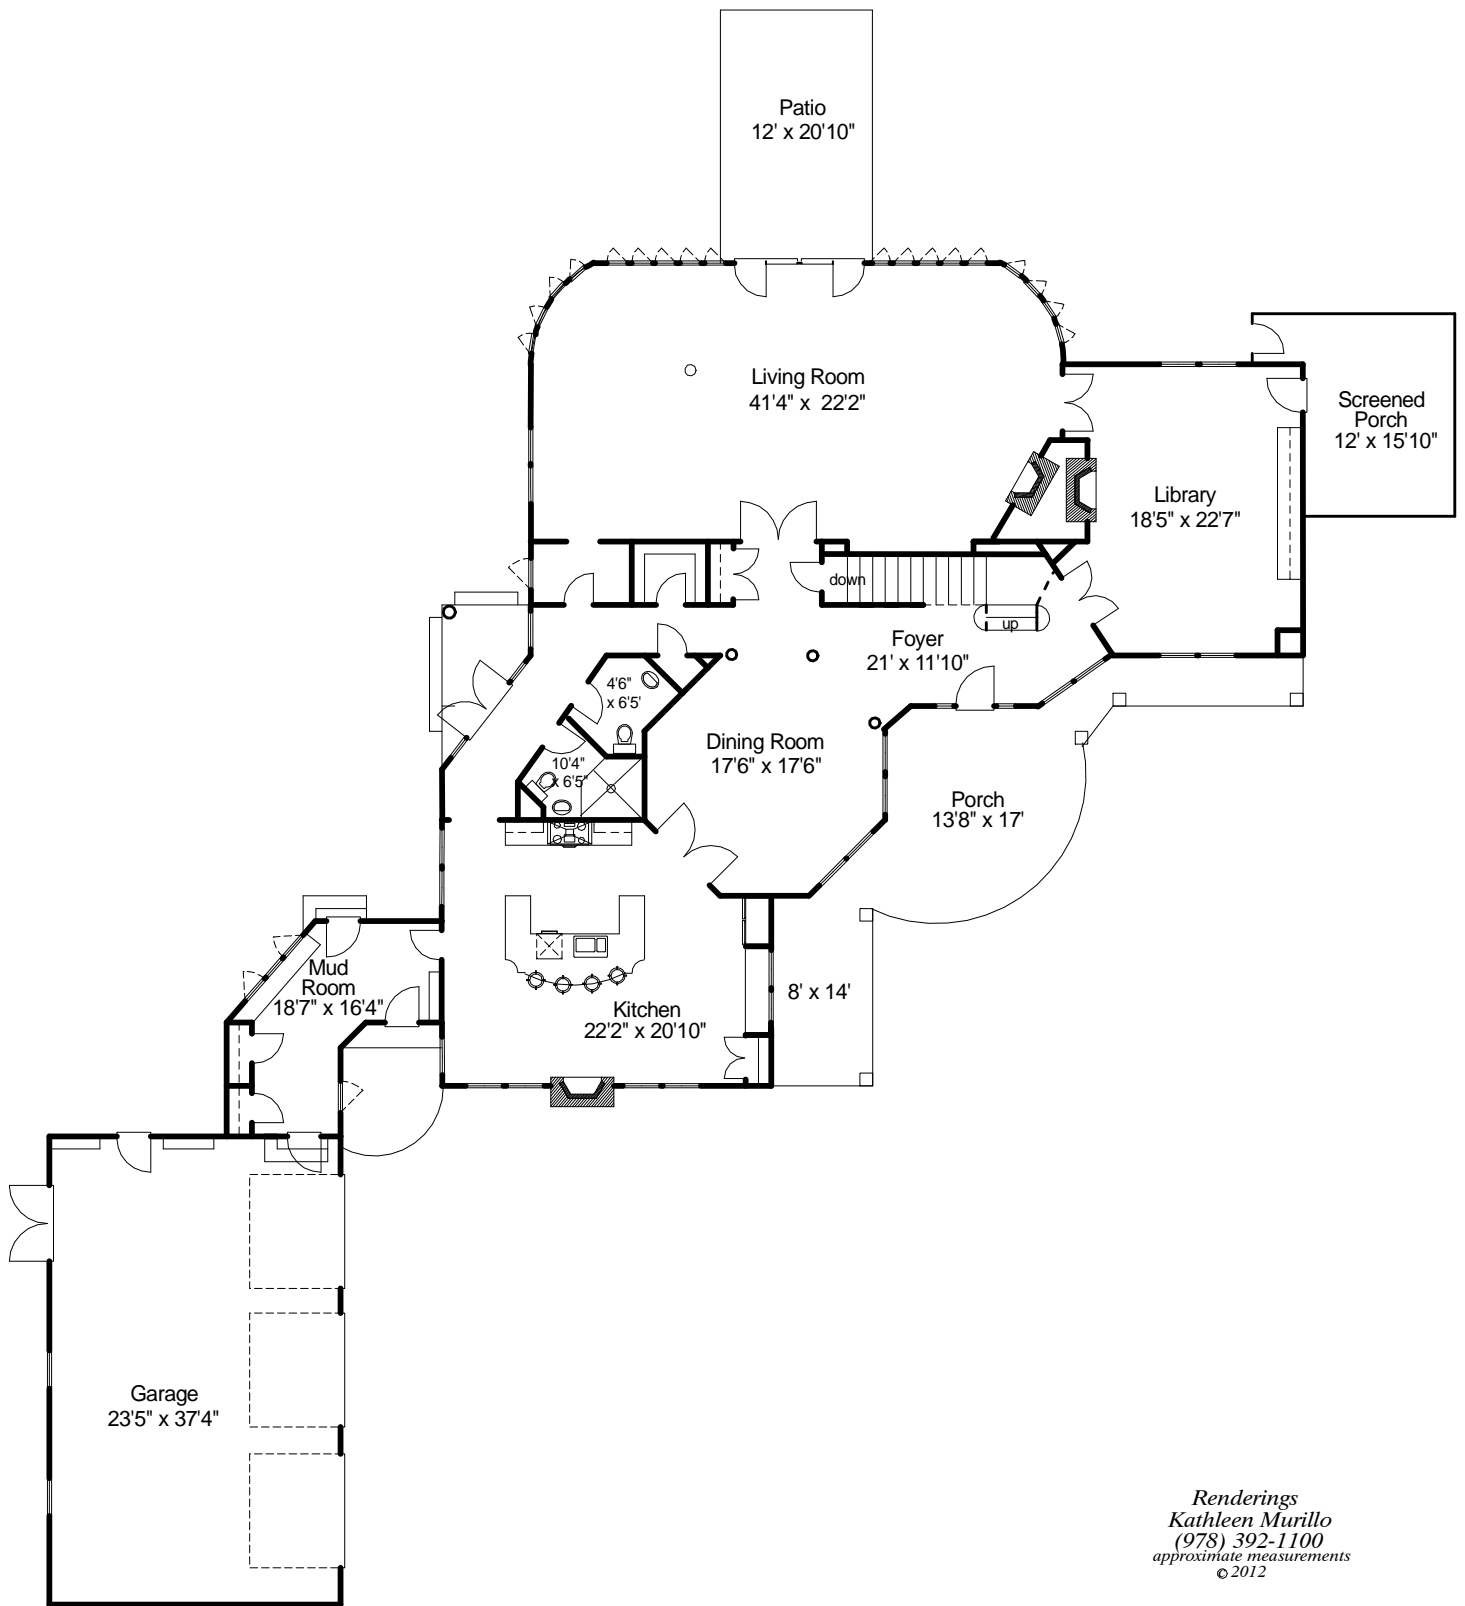 Patio
12' x 20'10"
Living Room
41'4" x 22'2"
Screened
Porch
12' x 15'10"
Library
18'5" x 22'7"
down
up
Foyer
21' x 11'10"
4'6"
x 6'5'
Dining Room
17'6" x 17'6"
10'4"
x 6'5"
Porch
13'8" x 17'
Mud
Room
18'7" x 16'4"
8' x 14'
Kitchen
22'2" x 20'10"
Garage
23'5" x 37'4"
Renderings
Kathleen Murillo
(978) 392-1100
approximate measurements
© 2012